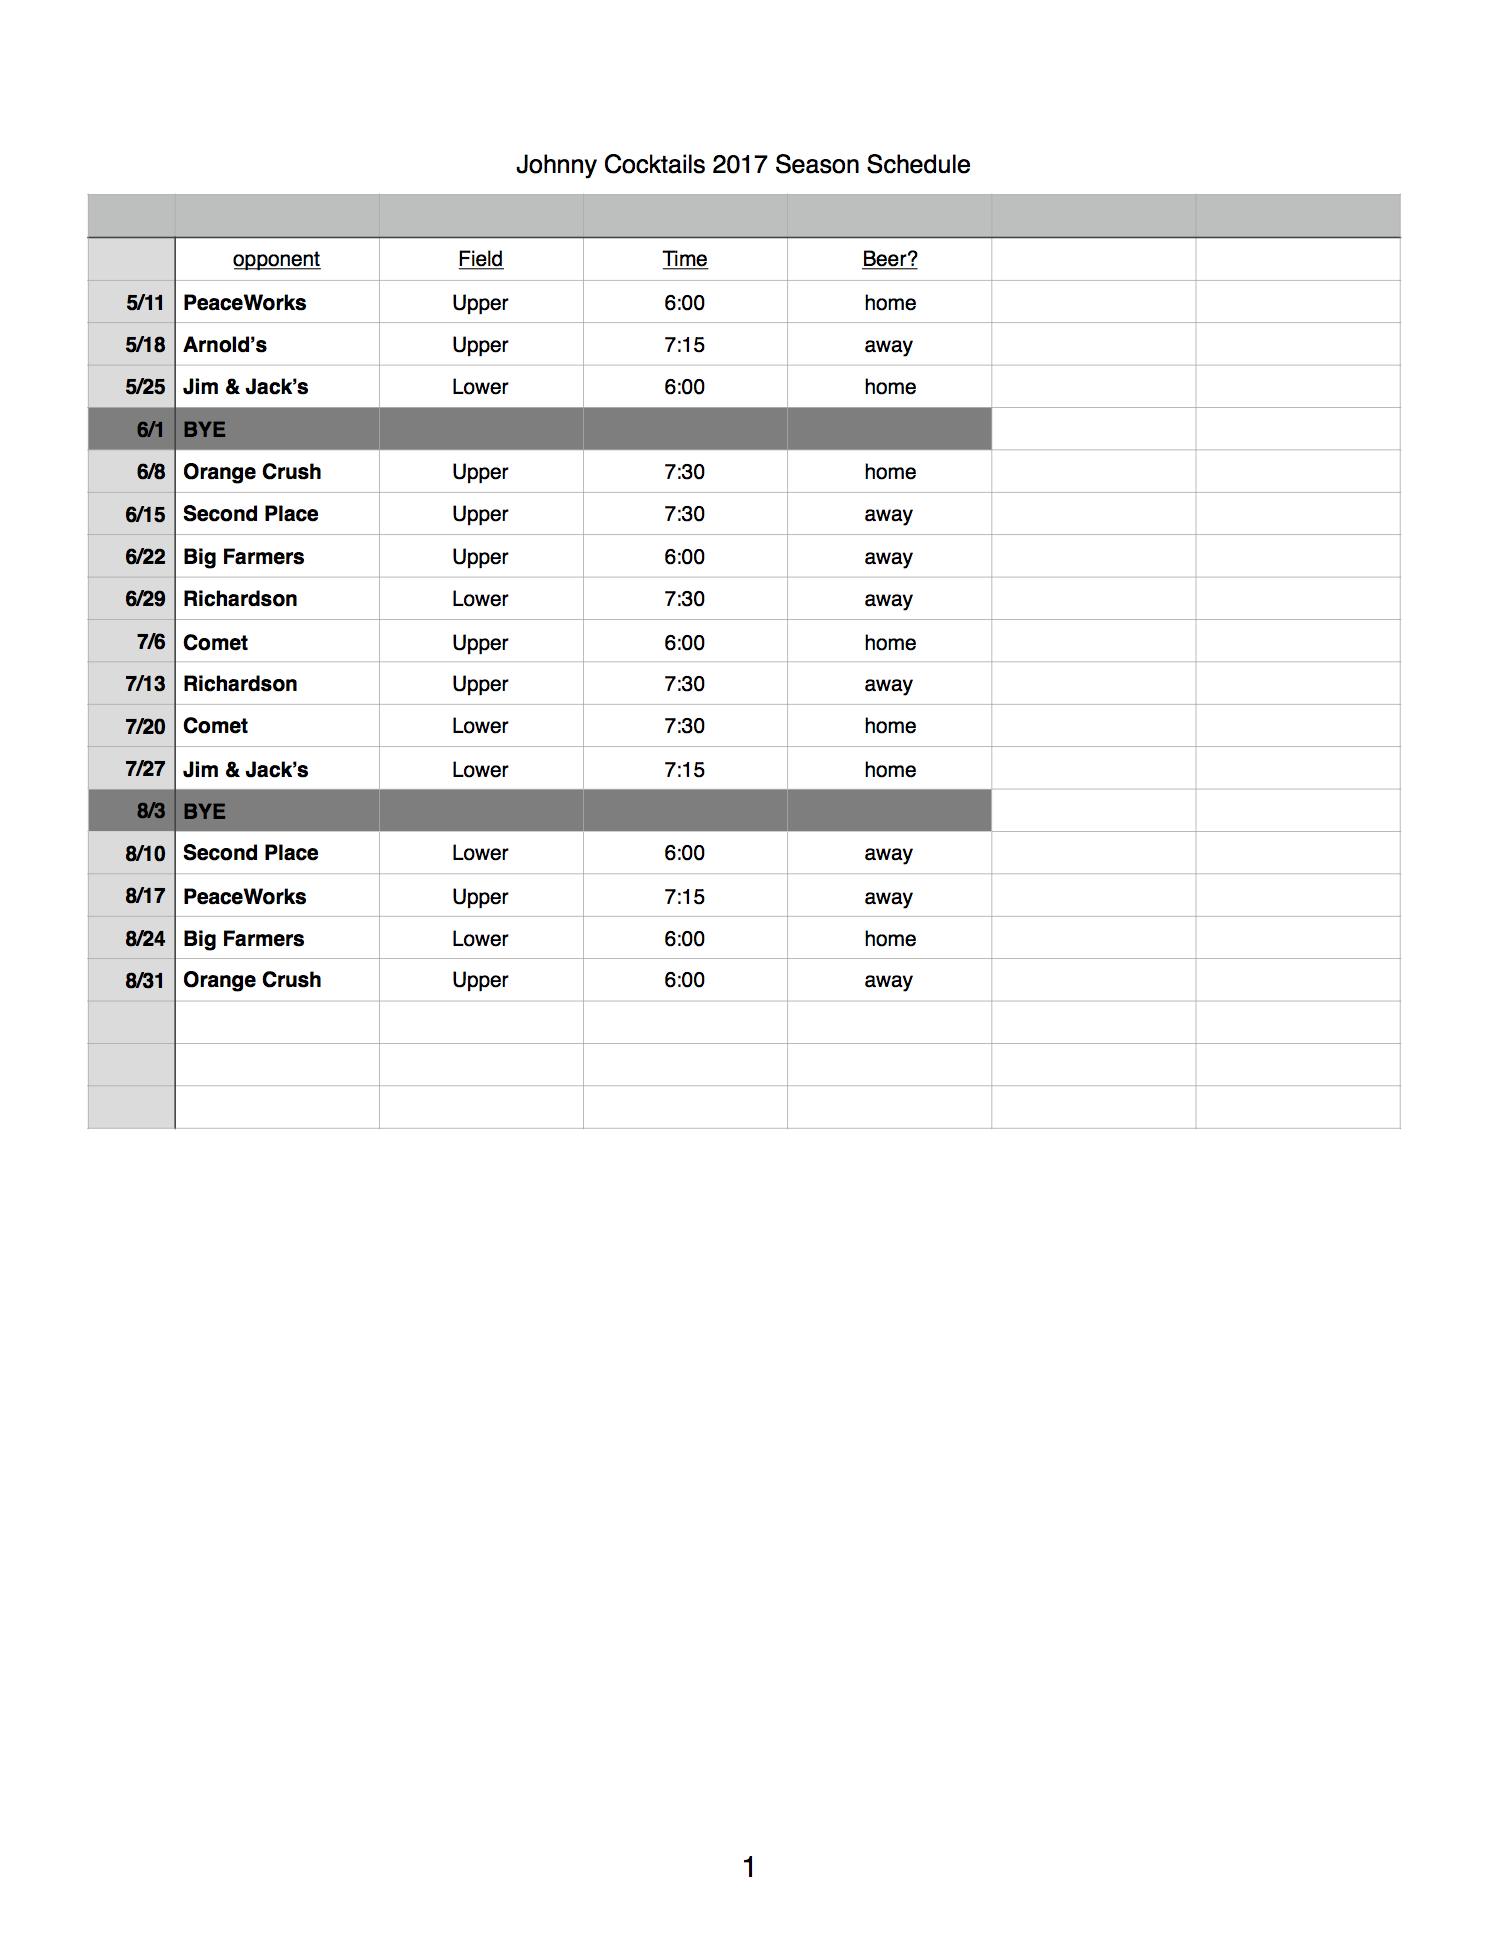 Johnny Cocktails 2017 Season Schedule
opponent Field Time Beer?
5/11 PeaceWorks Upper 6:00 home
5/18 Arnold’s Upper 7:15 away
5/25 Jim & Jack’s Lower 6:00 home
6/1 BYE
6/8 Orange Crush Upper 7:30 home
6/15 Second Place Upper 7:30 away
6/22 Big Farmers Upper 6:00 away
6/29 Richardson Lower 7:30 away
7/6 Comet Upper 6:00 home
7/13 Richardson Upper 7:30 away
7/20 Comet Lower 7:30 home
7/27 Jim & Jack’s Lower 7:15 home
8/3 BYE
8/10 Second Place Lower 6:00 away
8/17 PeaceWorks Upper 7:15 away
8/24 Big Farmers Lower 6:00 home
8/31 Orange Crush Upper 6:00 away
1